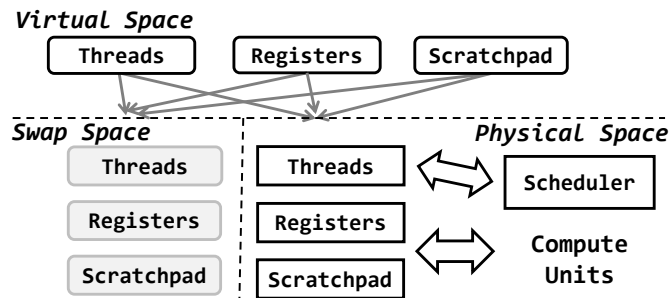 Virtual Space
Threads Registers Scratchpad
Swap Space Physical Space
Threads Threads Scheduler
Registers Registers
Compute
Units
Scratchpad Scratchpad